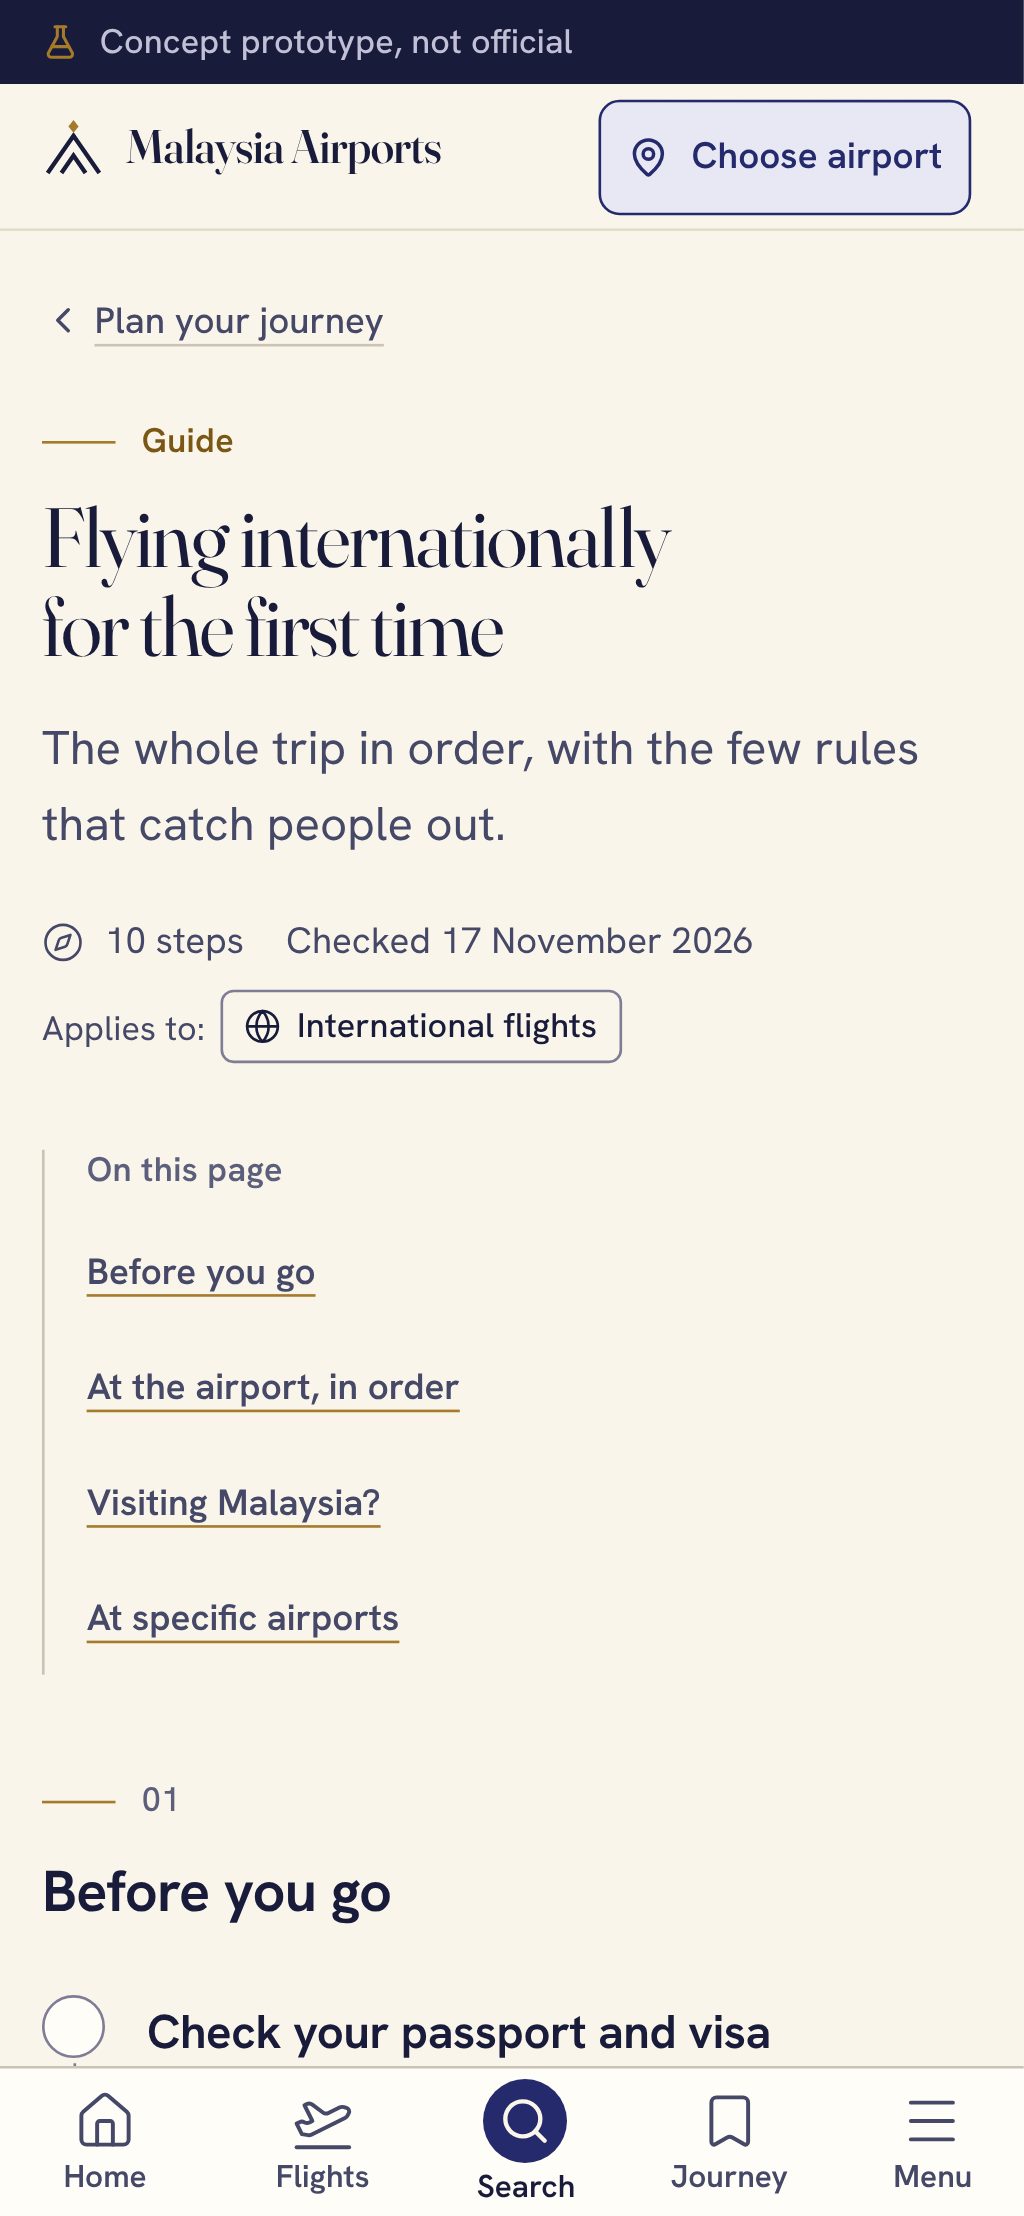 Concept prototype, not official
Malaysia Airports
Choose airport
Plan your journey
Guide
Flying internationally
for the first time
The whole trip in order, with the few rules
that catch people out.
10 steps
Checked 17 November 2026
Applies to:
International flights
On this page
Before you go
At the airport, in order
Visiting Malaysia?
At specific airports
01
Before you go
Check your passport and visa
Home
Flights
Search
Journey
Menu